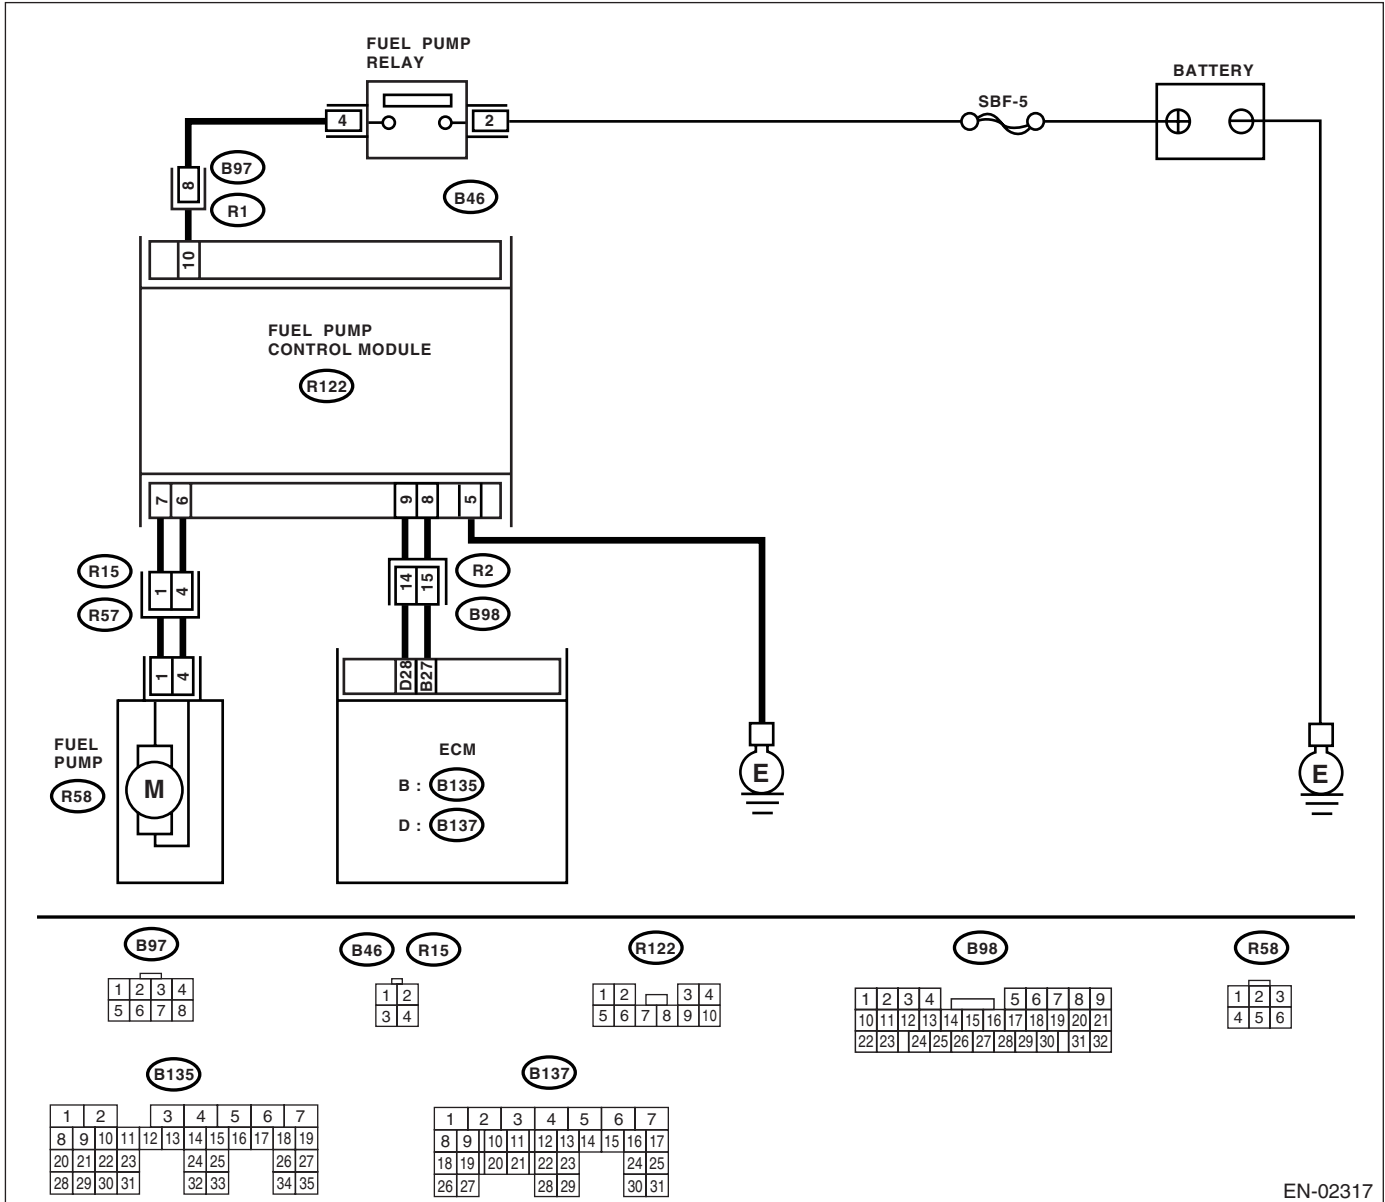 FUEL PUMP
RELAY
BATTERY
SBF-5
4
2
B97
8
R1
B46
10
FUEL PUMP
CONTROL MODULE
R122
7 6 9 8 5
R15
R57
1 4
14 15
R2
B98
1 4
D28 B27
FUEL
PUMP
R58
M
ECM
B : B135
D : B137
E
E
B97
1 2 3 4
5 6 7 8
B46 R15
1 2
3 4
R122
1 2 3 4
5 6 7 8 9 10
B98
1 2 3 4 5 6 7 8 9
10 11 12 13 14 15 16 17 18 19 20 21
22 23 24 25 26 27 28 29 30 31 32
R58
1 2 3
4 5 6
B135
1 2 3 4 5 6 7
8 9 10 11 12 13 14 15 16 17 18 19
20 21 22 23 24 25 26 27
28 29 30 31 32 33 34 35
B137
1 2 3 4 5 6 7
8 9 10 11 12 13 14 15 16 17
18 19 20 21 22 23 24 25
26 27 28 29 30 31
EN-02317